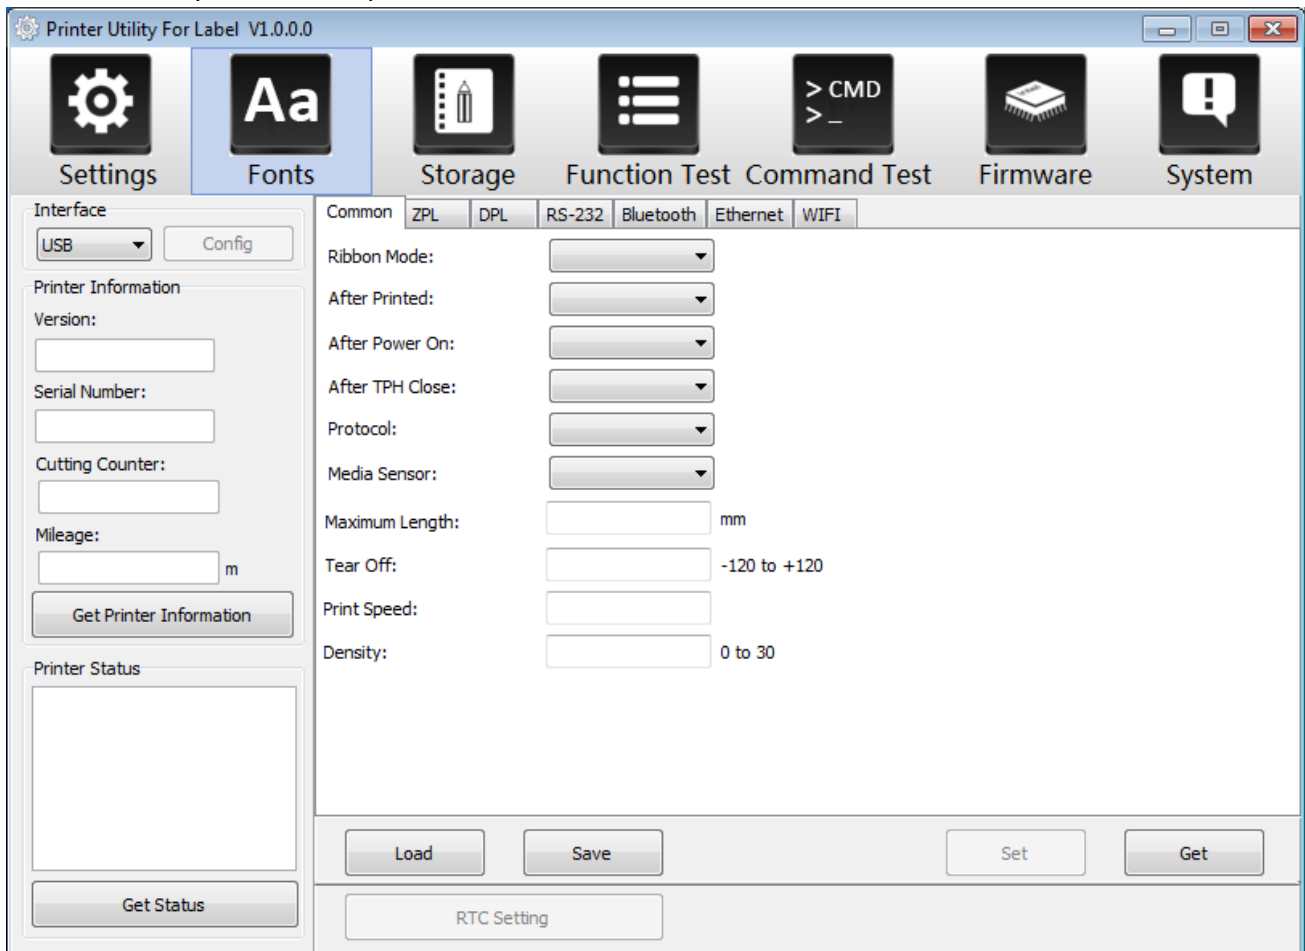 Printer Utility For Label V1.0.0.0
Aa
> CMD
> _
Settings
Fonts
Storage
Function Test
Command Test
Firmware
System
Interface
USB
Config
Printer Information
Version:
Serial Number:
Cutting Counter:
Mileage:
m
Get Printer Information
Printer Status
Get Status
Common
ZPL
DPL
RS-232
Bluetooth
Ethernet
WIFI
Ribbon Mode:
After Printed:
After Power On:
After TPH Close:
Protocol:
Media Sensor:
Maximum Length:
mm
Tear Off:
-120 to +120
Print Speed:
Density:
0 to 30
Load
Save
Set
Get
RTC Setting